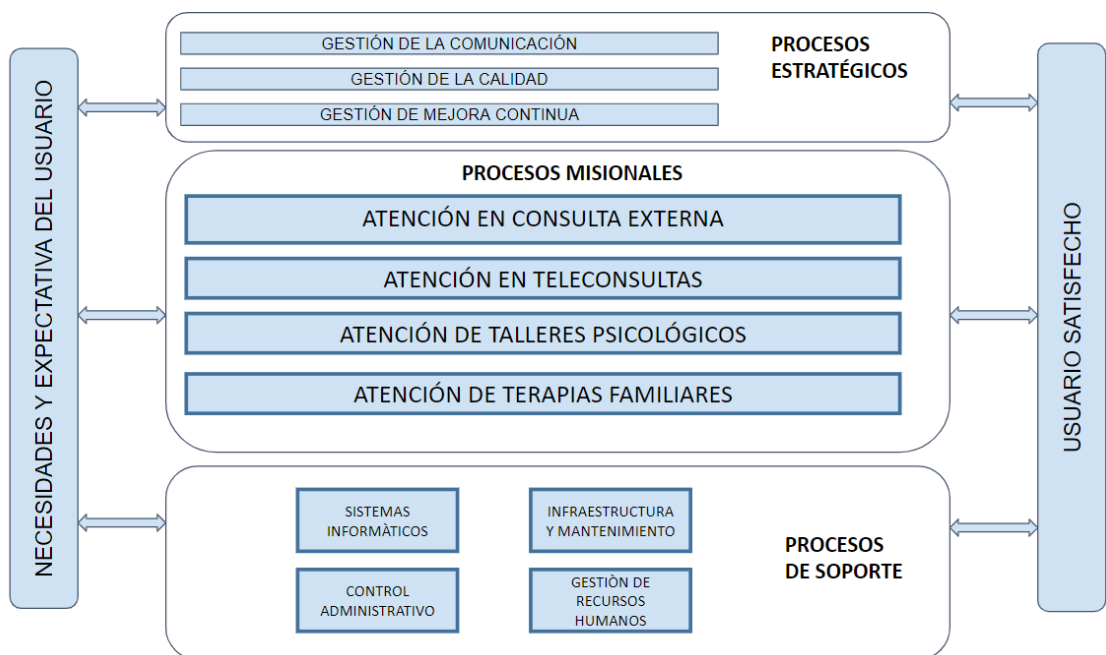 NECESIDADES Y EXPECTATIVA DEL USUARIO
GESTIÓN DE LA COMUNICACIÓN
GESTIÓN DE LA CALIDAD
GESTIÓN DE MEJORA CONTINUA
PROCESOS
ESTRATÉGICOS
PROCESOS MISIONALES
ATENCIÓN EN CONSULTA EXTERNA
ATENCIÓN EN TELECONSULTAS
ATENCIÓN DE TALLERES PSICOLÓGICOS
ATENCIÓN DE TERAPIAS FAMILIARES
SISTEMAS
INFORMÀTICOS
INFRAESTRUCTURA
Y MANTENIMIENTO
CONTROL
ADMINISTRATIVO
GESTIÒN DE
RECURSOS
HUMANOS
PROCESOS
DE SOPORTE
USUARIO SATISFECHO